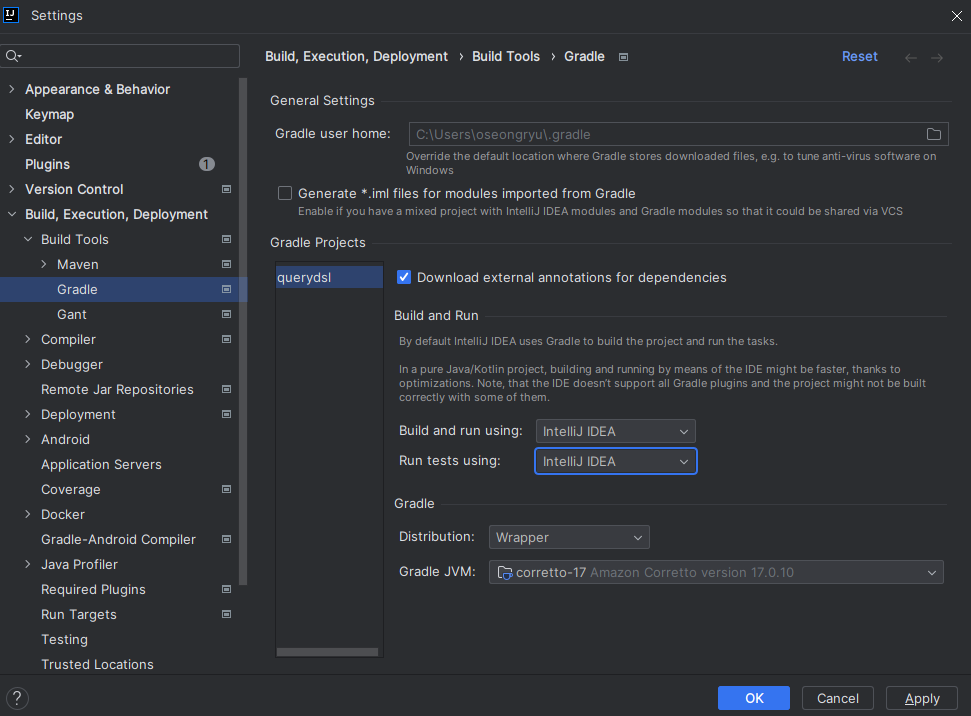 Settings
Build, Execution, Deployment › Build Tools › Gradle
Reset
Appearance & Behavior
Keymap
Editor
Plugins 1
Version Control
Build, Execution, Deployment
Build Tools
Maven
Gradle
Gant
Compiler
Debugger
Remote Jar Repositories
Deployment
Android
Application Servers
Coverage
Docker
Gradle-Android Compiler
Java Profiler
Required Plugins
Run Targets
Testing
Trusted Locations
General Settings
Gradle user home: C:\Users\oseongryu\.gradle
Override the default location where Gradle stores downloaded files, e.g. to tune anti-virus software on
Windows
Generate *.iml files for modules imported from Gradle
Enable if you have a mixed project with IntelliJ IDEA modules and Gradle modules so that it could be shared via VCS
Gradle Projects
querydsl
Download external annotations for dependencies
Build and Run
By default IntelliJ IDEA uses Gradle to build the project and run the tasks.
In a pure Java/Kotlin project, building and running by means of the IDE might be faster, thanks to
optimizations. Note, that the IDE doesn't support all Gradle plugins and the project might not be built
correctly with some of them.
Build and run using: IntelliJ IDEA
Run tests using: IntelliJ IDEA
Gradle
Distribution: Wrapper
Gradle JVM: corretto-17 Amazon Corretto version 17.0.10
?
OK
Cancel
Apply